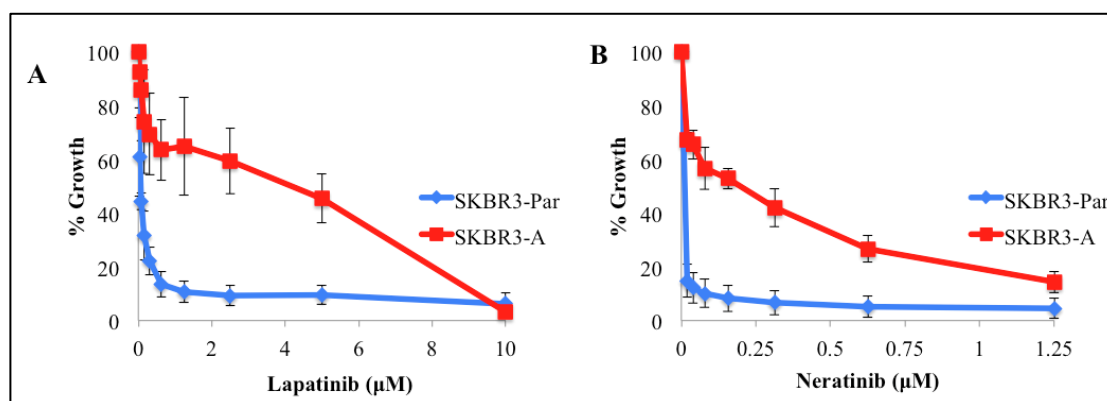 A
% Growth
100
80
60
40
20
0
0
2
4
6
8
10
Lapatinib (μM)
SKBR3-Par
SKBR3-A
B
% Growth
100
80
60
40
20
0
0
0.25
0.5
0.75
1
1.25
Neratinib (μM)
SKBR3-Par
SKBR3-A